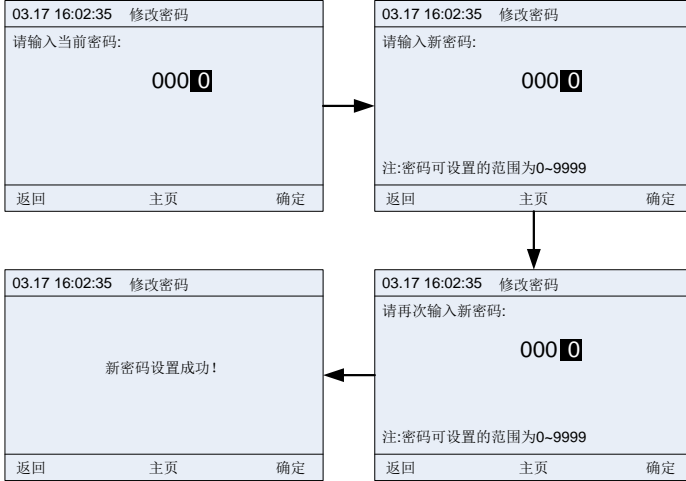 03.17 16:02:35 修改密码
请输入当前密码:
0000
返回 主页 确定
03.17 16:02:35 修改密码
请输入新密码:
0000
注:密码可设置的范围为0~9999
返回 主页 确定
03.17 16:02:35 修改密码
请再次输入新密码:
0000
注:密码可设置的范围为0~9999
返回 主页 确定
03.17 16:02:35 修改密码
新密码设置成功!
返回 主页 确定